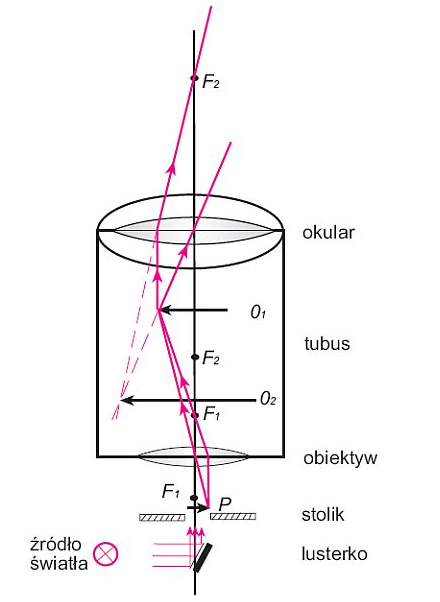 F₂
okular
O₁
tubus
F₂
O₂
F₁
obiektyw
F₁
P
stolik
źródło
światła
lusterko